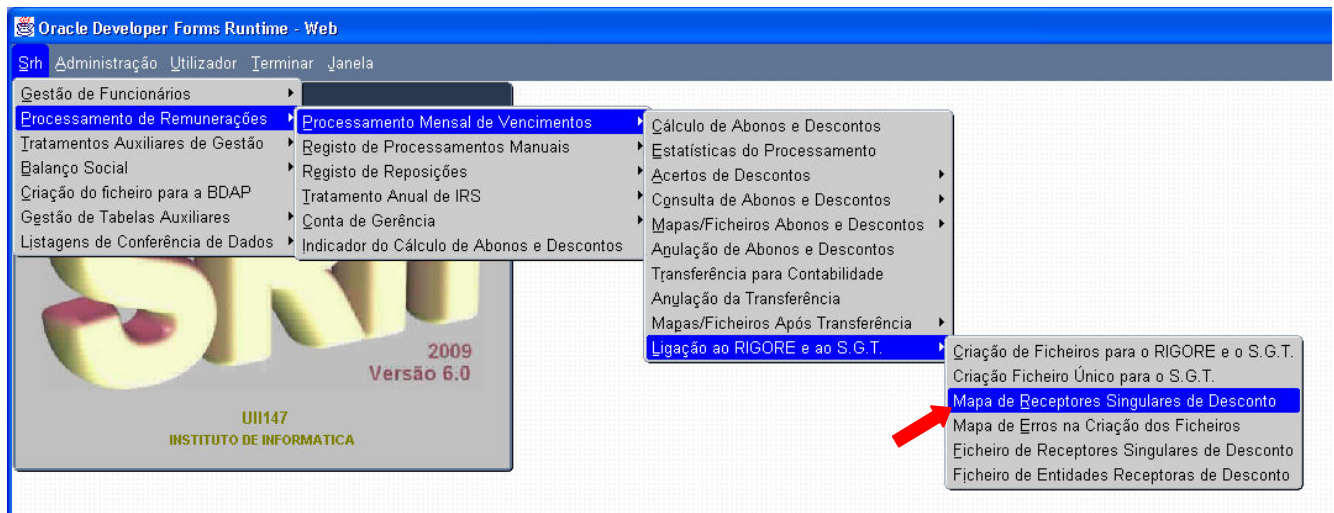 Oracle Developer Forms Runtime - Web
Srh Administração Utilizador Terminar Janela
Gestão de Funcionários
Processamento de Remunerações
Tratamentos Auxiliares de Gestão
Balanço Social
Criação do ficheiro para a BDAP
Gestão de Tabelas Auxiliares
Listagens de Conferência de Dados
Processamento Mensal de Vencimentos
Registo de Processamentos Manuais
Registo de Reposições
Tratamento Anual de IRS
Conta de Gerência
Indicador do Cálculo de Abonos e Descontos
Cálculo de Abonos e Descontos
Estatísticas do Processamento
Acertos de Descontos
Consulta de Abonos e Descontos
Mapas/Ficheiros Abonos e Descontos
Anulação de Abonos e Descontos
Transferência para Contabilidade
Anulação da Transferência
Mapas/Ficheiros Após Transferência
Ligação ao RIGORE e ao S.G.T.
Criação de Ficheiros para o RIGORE e o S.G.T.
Criação Ficheiro Único para o S.G.T.
Mapa de Receptores Singulares de Desconto
Mapa de Erros na Criação dos Ficheiros
Ficheiro de Receptores Singulares de Desconto
Ficheiro de Entidades Receptoras de Desconto
SRH
2009
Versão 6.0
UII147
INSTITUTO DE INFORMATICA